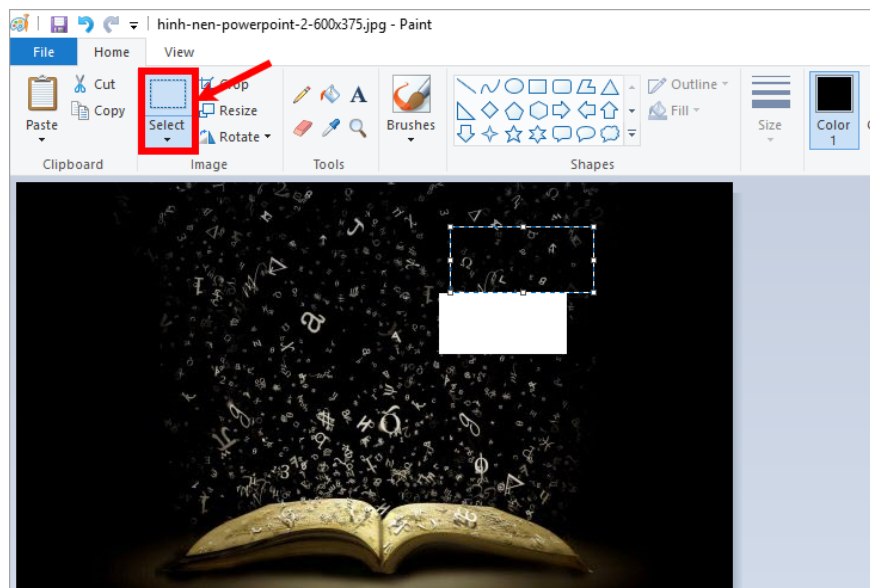 hinh-nen-powerpoint-2-600x375.jpg - Paint
File Home View
Paste
Cut
Copy
Clipboard
Select
Resize
Rotate
Image
A
Tools
Brushes
Shapes
Outline
Fill
Size
Color
1